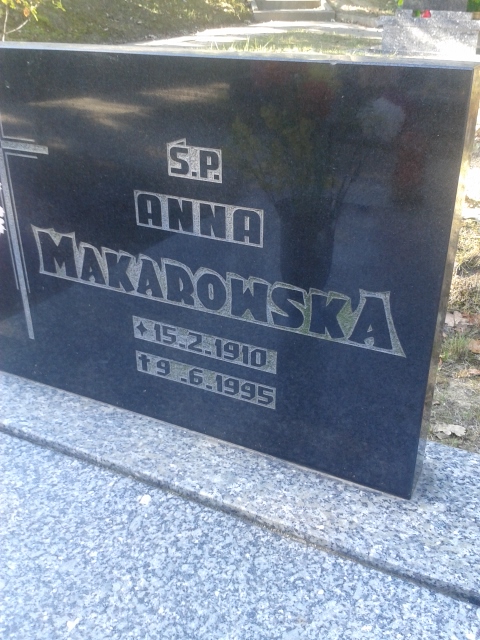 Ś.P.
ANNA
MAKAROWSKA
✦15.2.1910
✝9.6.1995